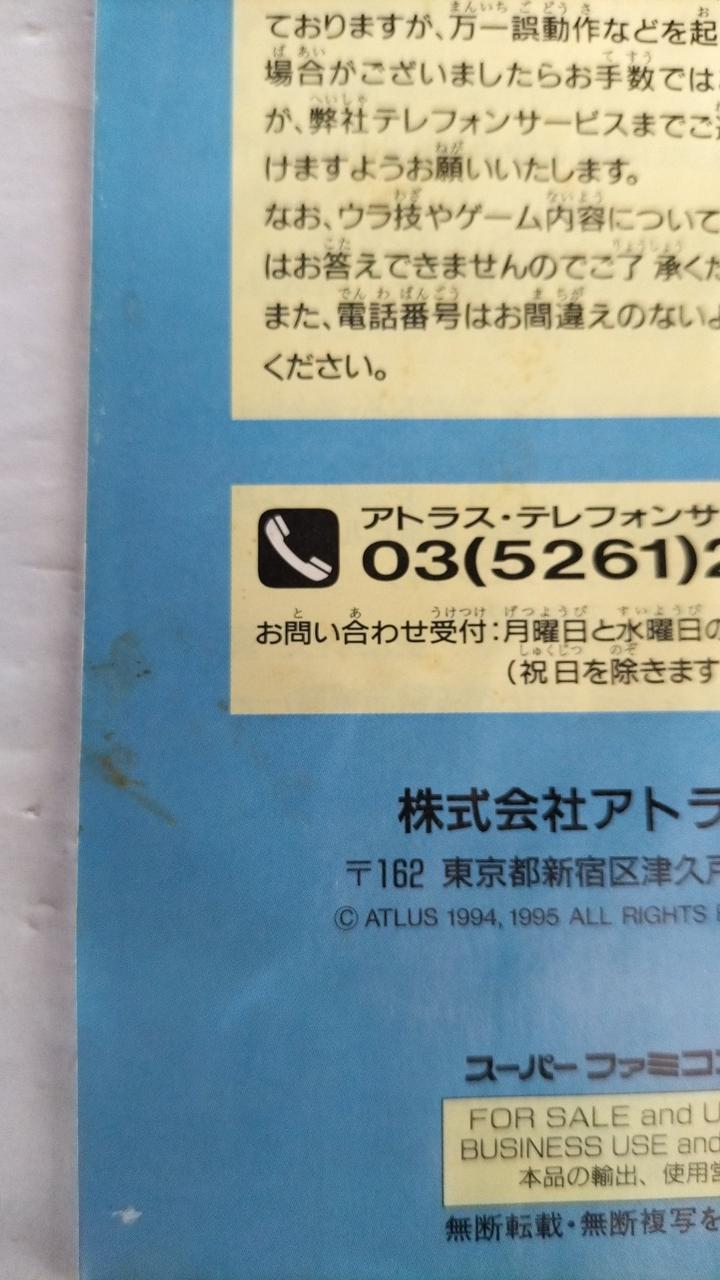 ておりますが、万一誤動作などを起
場合がございましたらお手数では
が、弊社テレフォンサービスまでご
けますようお願いいたします。
なお、ウラ技やゲーム内容について
はお答えできませんのでご了承くだ
また、電話番号はお間違えのないよ
ください。
アトラス・テレフォンサ
03(5261)2
お問い合わせ受付：月曜日と水曜日の
（祝日を除きます
株式会社アトラ
〒162 東京都新宿区津久戸
© ATLUS 1994, 1995 ALL RIGHTS
スーパーファミコン
FOR SALE and U
BUSINESS USE and
本品の輸出、使用営
無断転載・無断複写を